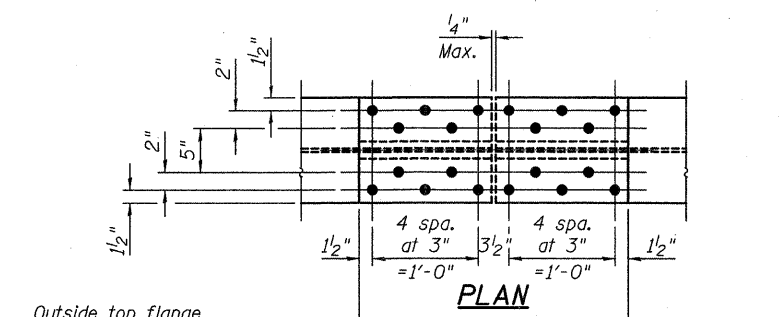 1/4"
Max.
1 1/2"
2"
5"
2"
1 1/2"
4 spa.
at 3"
=1'-0"
4 spa.
at 3"
=1'-0"
1 1/2"
3 1/2"
1 1/2"
PLAN
Outside top flange